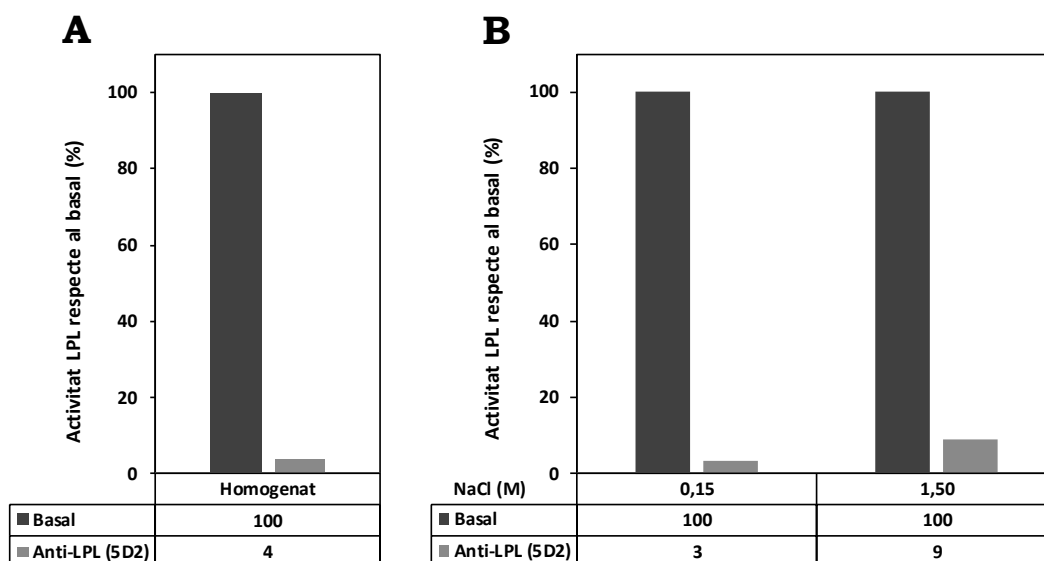 A
Activitat LPL respecte al basal (%)
100
80
60
40
20
0
Homogenat
Basal 100
Anti-LPL (5D2) 4
B
Activitat LPL respecte al basal (%)
100
80
60
40
20
0
NaCl (M) 0,15 1,50
Basal 100 100
Anti-LPL (5D2) 3 9